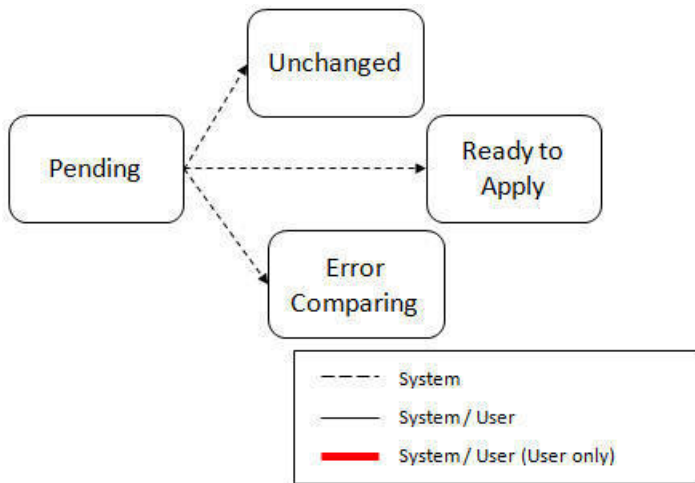 Unchanged
Pending
Ready to
Apply
Error
Comparing
System
System / User
System / User (User only)